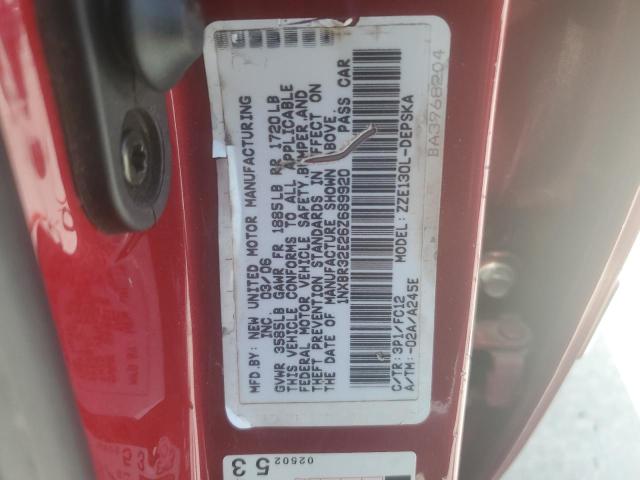 MFD.BY: NEW UNITED MOTOR MANUFACTURING
INC. 03/06
GVWR 3585LB GAWR FR 1885LB RR 1720LB
THIS VEHICLE CONFORMS TO ALL APPLICABLE
FEDERAL MOTOR VEHICLE SAFETY, BUMPER, AND
THEFT PREVENTION STANDARDS IN EFFECT ON
THE DATE OF MANUFACTURE SHOWN ABOVE.
1NXBR32E26Z689920 PASS CAR
MODEL: ZZE130L-DEPSKA
C/TR: 3P1/FC12
A/TM: -02A/A245E
BA3968204
02502
53